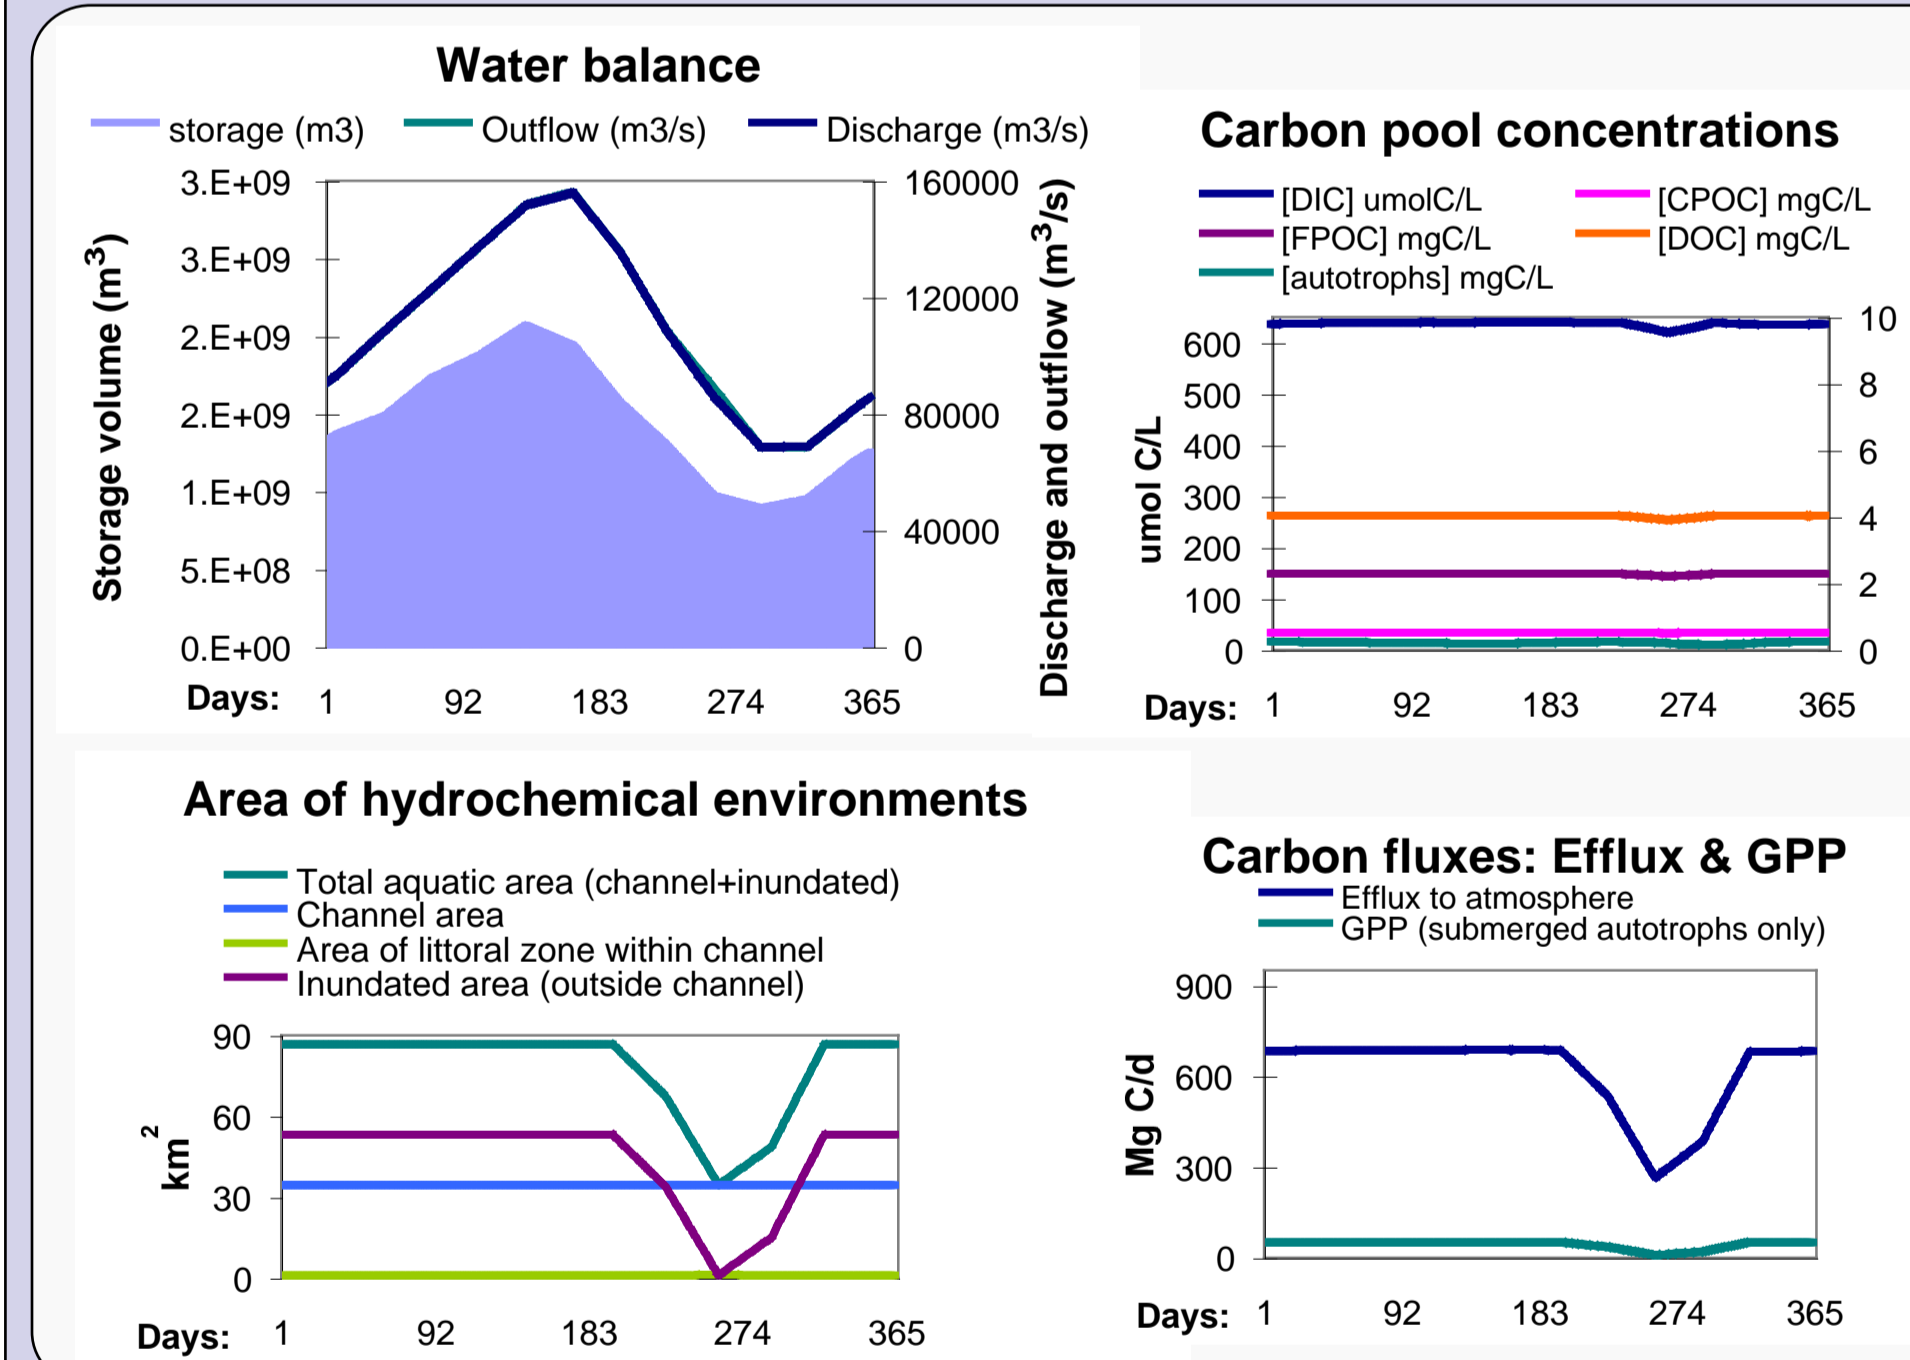 Water balance
storage (m3) Outflow (m3/s) Discharge (m3/s)
Storage volume (m3)
3.E+09
3.E+09
2.E+09
2.E+09
1.E+09
5.E+08
0.E+00
160000
120000
80000
40000
0
Discharge and outflow (m3/s)
Days: 1 92 183 274 365
Carbon pool concentrations
[DIC] umolC/L [CPOC] mgC/L
[FPOC] mgC/L [DOC] mgC/L
[autotrophs] mgC/L
umol C/L
600
500
400
300
200
100
0
10
8
6
4
2
0
Days: 1 92 183 274 365
Area of hydrochemical environments
Total aquatic area (channel+inundated)
Channel area
Area of littoral zone within channel
Inundated area (outside channel)
km2
90
60
30
0
Days: 1 92 183 274 365
Carbon fluxes: Efflux & GPP
Efflux to atmosphere
GPP (submerged autotrophs only)
Mg C/d
900
600
300
0
Days: 1 92 183 274 365